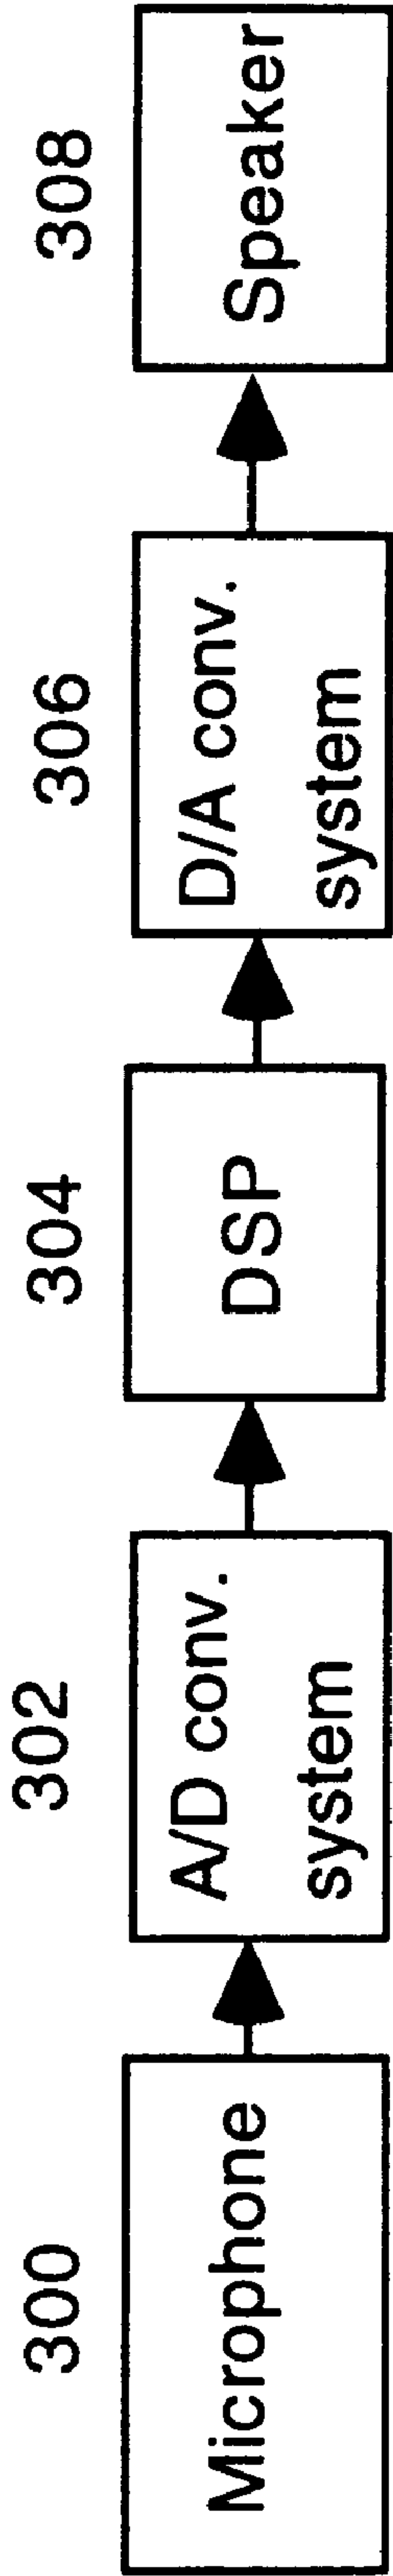 300
Microphone
302
A/D conv.
system
304
DSP
306
D/A conv.
system
308
Speaker